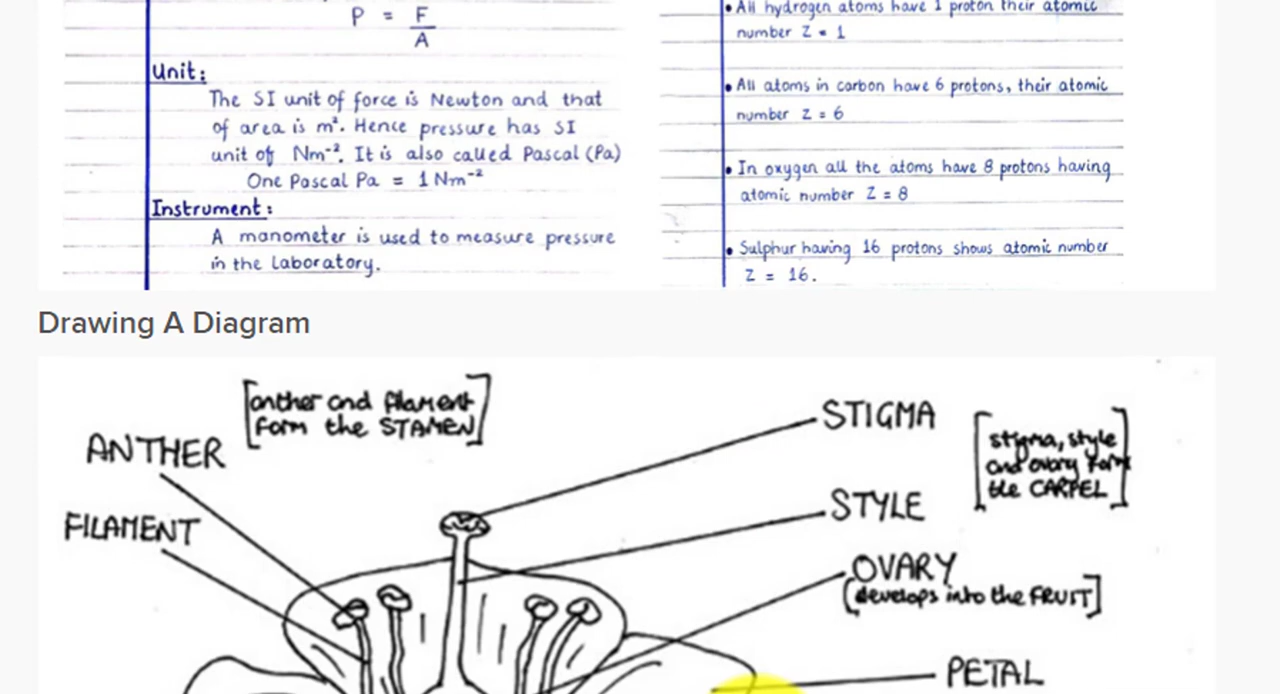 P = F
A
Unit:
The SI unit of force is Newton and that
of area is m². Hence pressure has SI
unit of Nm⁻². It is also called Pascal (Pa)
One Pascal Pa = 1 Nm⁻²
Instrument:
A manometer is used to measure pressure
in the laboratory.
• All hydrogen atoms have 1 proton their atomic
number Z = 1
• All atoms in carbon have 6 protons, their atomic
number Z = 6
• In oxygen all the atoms have 8 protons having
atomic number Z = 8
• Sulphur having 16 protons shows atomic number
Z = 16.
Drawing A Diagram
[anther and filament
form the STAMEN]
ANTHER
FILAMENT
STIGMA
[stigma, style
and ovary form
the CARPEL]
STYLE
OVARY
(develops into the FRUIT]
PETAL